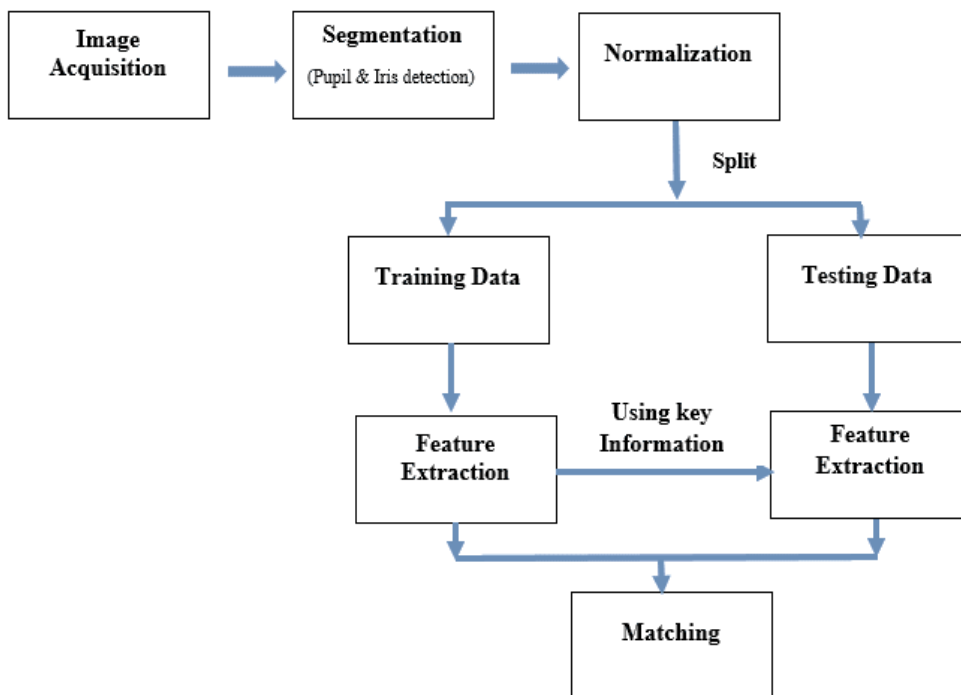 Image
Acquisition
Segmentation
(Pupil & Iris detection)
Normalization
Split
Training Data
Testing Data
Using key
Information
Feature
Extraction
Feature
Extraction
Matching